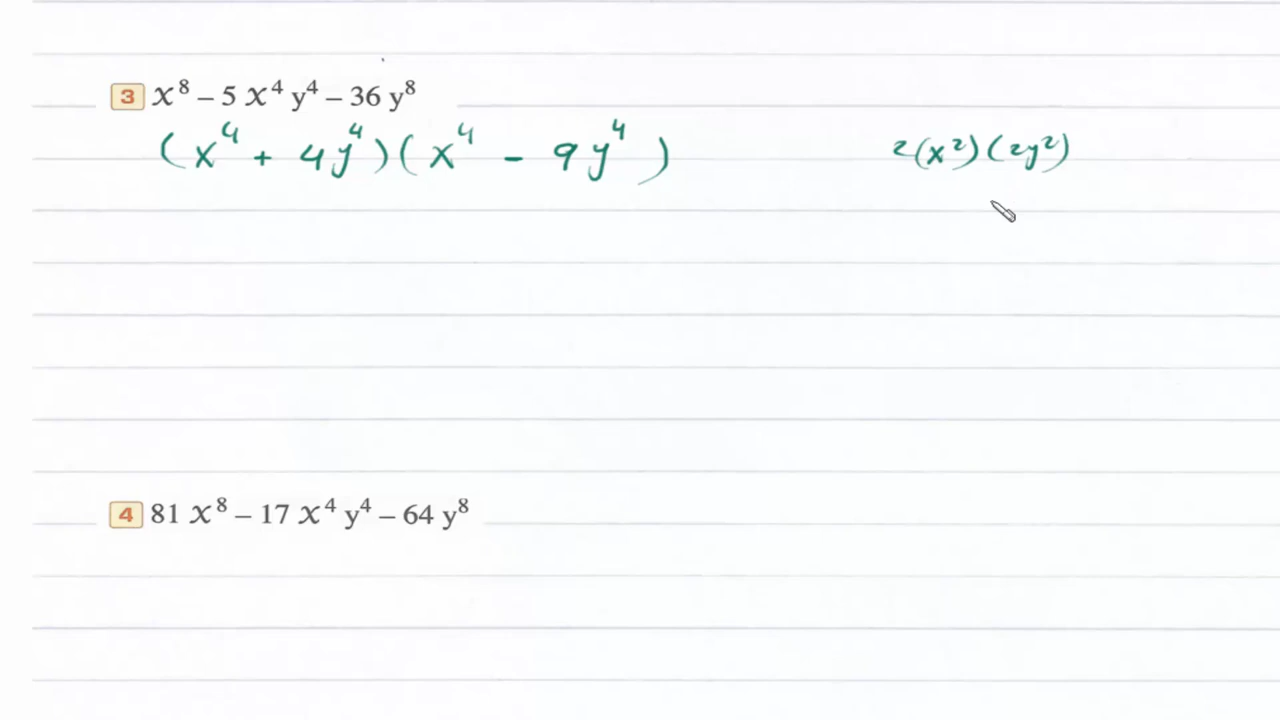 3 x⁸ – 5 x⁴ y⁴ – 36 y⁸
(x⁴ + 4y⁴)(x⁴ - 9y⁴) 2(x²)(2y²)
4 81 x⁸ – 17 x⁴ y⁴ – 64 y⁸